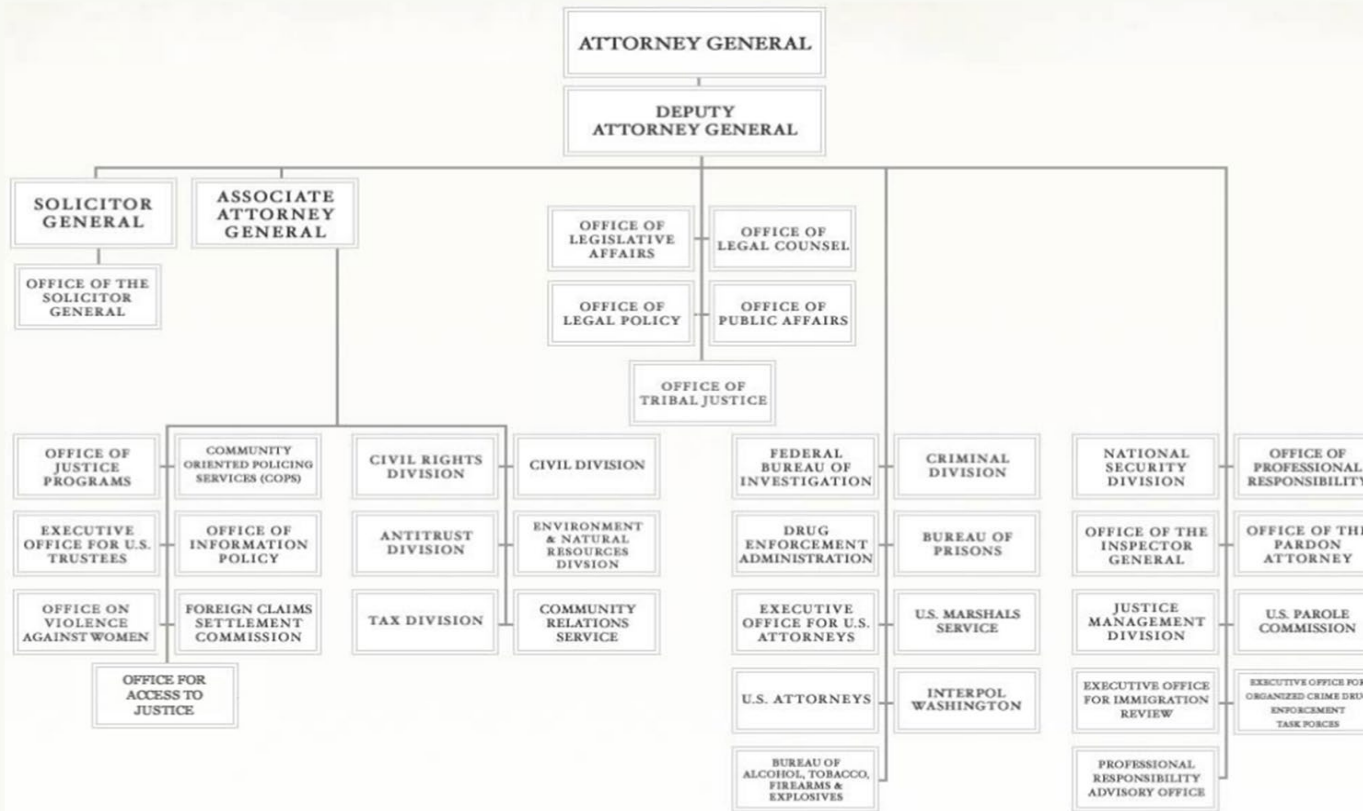 ATTORNEY GENERAL
DEPUTY
ATTORNEY GENERAL
SOLICITOR
GENERAL
ASSOCIATE
ATTORNEY
GENERAL
OFFICE OF THE
SOLICITOR
GENERAL
OFFICE OF
LEGISLATIVE
AFFAIRS
OFFICE OF
LEGAL COUNSEL
OFFICE OF
LEGAL POLICY
OFFICE OF
PUBLIC AFFAIRS
OFFICE OF
TRIBAL JUSTICE
OFFICE OF
JUSTICE
PROGRAMS
COMMUNITY
ORIENTED POLICING
SERVICES (COPS)
CIVIL RIGHTS
DIVISION
CIVIL DIVISION
FEDERAL
BUREAU OF
INVESTIGATION
CRIMINAL
DIVISION
NATIONAL
SECURITY
DIVISION
OFFICE OF
PROFESSIONAL
RESPONSIBILITY
EXECUTIVE
OFFICE FOR U.S.
TRUSTEES
OFFICE OF
INFORMATION
POLICY
ANTITRUST
DIVISION
ENVIRONMENT
& NATURAL
RESOURCES
DIVSION
DRUG
ENFORCEMENT
ADMINISTRATION
BUREAU OF
PRISONS
OFFICE OF THE
INSPECTOR
GENERAL
OFFICE OF THE
PARDON
ATTORNEY
OFFICE ON
VIOLENCE
AGAINST WOMEN
FOREIGN CLAIMS
SETTLEMENT
COMMISSION
TAX DIVISION
COMMUNITY
RELATIONS
SERVICE
EXECUTIVE
OFFICE FOR U.S.
ATTORNEYS
U.S. MARSHALS
SERVICE
JUSTICE
MANAGEMENT
DIVISION
U.S. PAROLE
COMMISSION
OFFICE FOR
ACCESS TO
JUSTICE
U.S. ATTORNEYS
INTERPOL
WASHINGTON
EXECUTIVE OFFICE
FOR IMMIGRATION
REVIEW
EXECUTIVE OFFICE FOR
ORGANIZED CRIME DRUG
ENFORCEMENT
TASK FORCES
BUREAU OF
ALCOHOL, TOBACCO,
FIREARMS &
EXPLOSIVES
PROFESSIONAL
RESPONSIBILITY
ADVISORY OFFICE